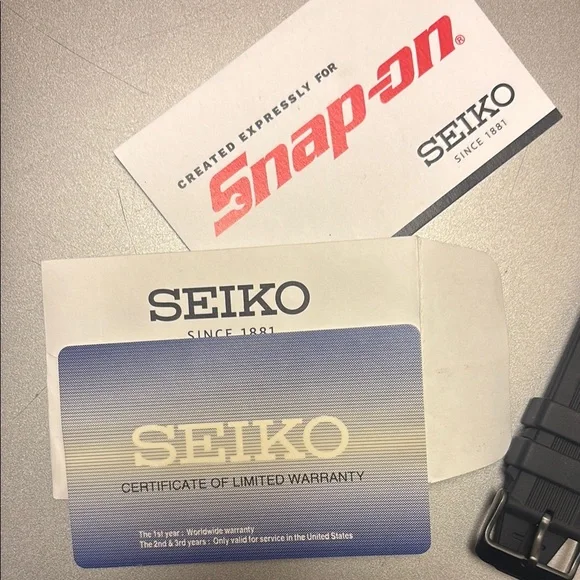 CREATED EXPRESSLY FOR
Snap-on®
SEIKO
SINCE 1881
SEIKO
SINCE 1881
SEIKO
CERTIFICATE OF LIMITED WARRANTY
The 1st year : Worldwide warranty
The 2nd & 3rd years : Only valid for service in the United States